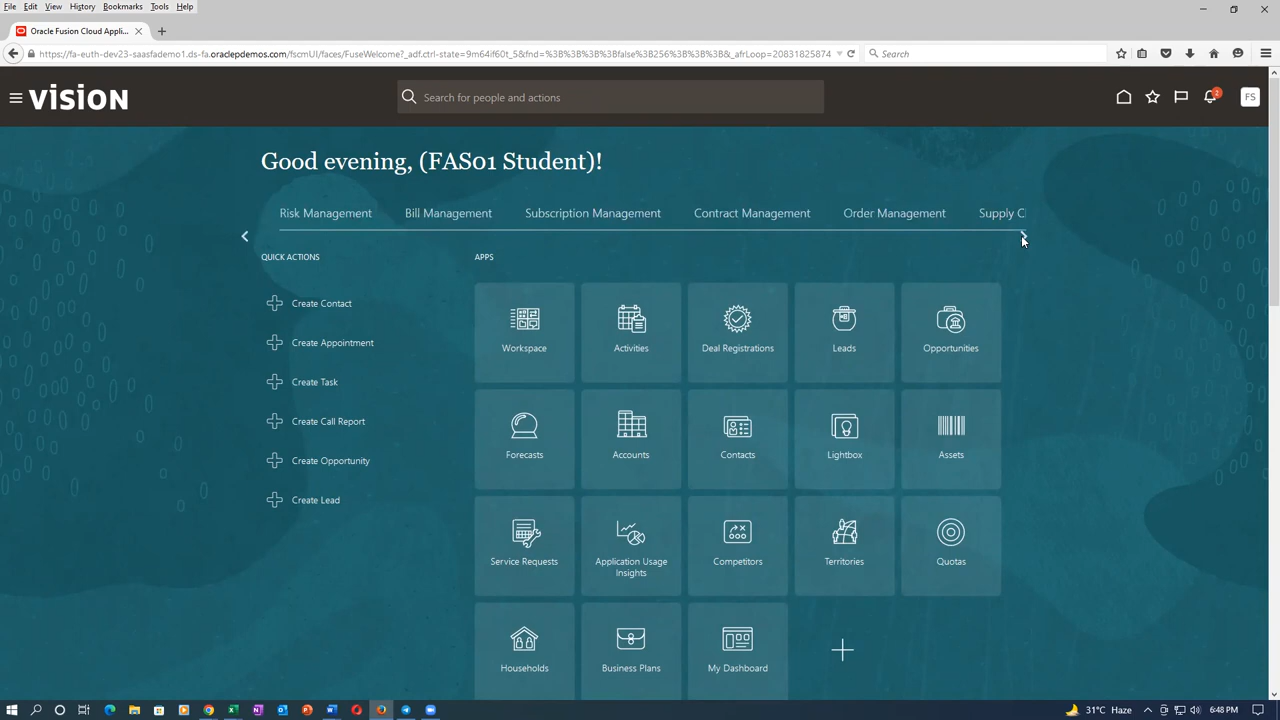 File Edit View History Bookmarks Tools Help
Oracle Fusion Cloud Appli...
https://fa-euth-dev23-saasfademo1.ds-fa.oraclepdemos.com/fscmUI/faces/FuseWelcome?_adf.ctrl-state=9m64if60t_5&fnd=%3B%3B%3B%3Bfalse%3B256%3B%3B%3B&_afrLoop=20831825874
Search
VISION
Search for people and actions
2
FS
Good evening, (FAS01 Student)!
Risk Management Bill Management Subscription Management Contract Management Order Management Supply C
QUICK ACTIONS
APPS
Create Contact
Create Appointment
Create Task
Create Call Report
Create Opportunity
Create Lead
Workspace Activities Deal Registrations Leads Opportunities
Forecasts Accounts Contacts Lightbox Assets
Service Requests Application Usage Insights Competitors Territories Quotas
Households Business Plans My Dashboard
31°C Haze 6:48 PM